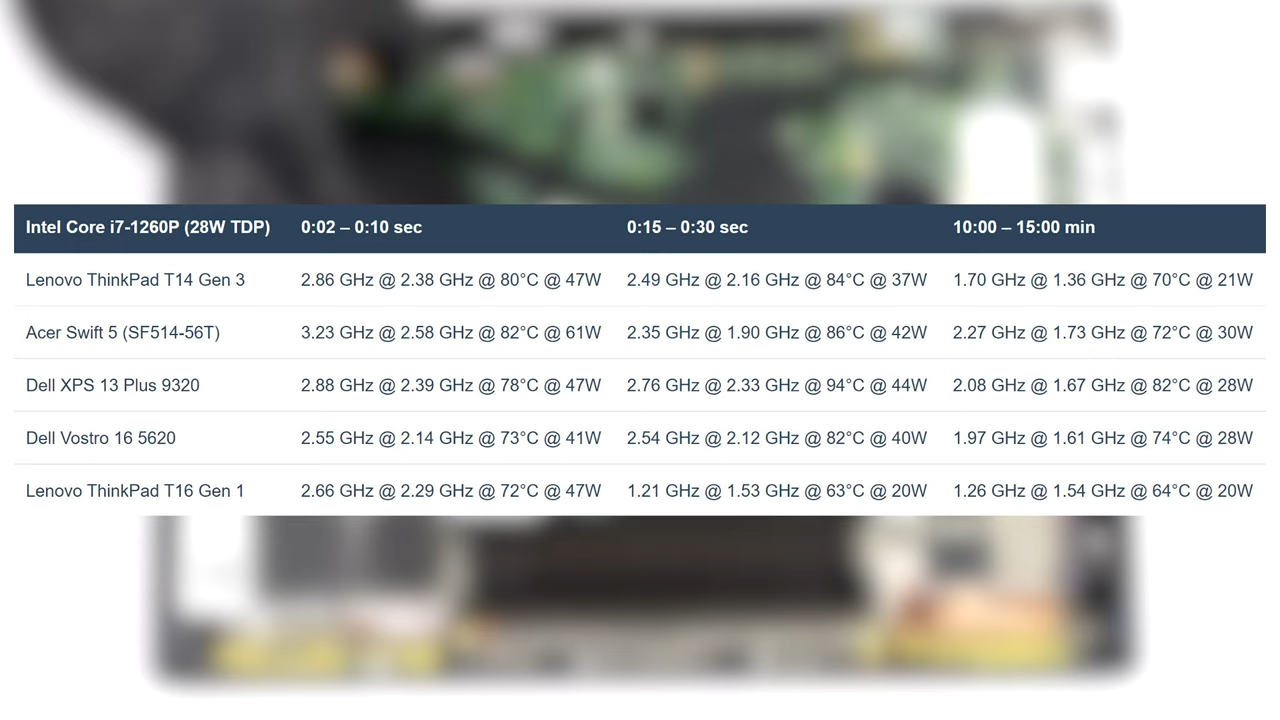 Intel Core i7-1260P (28W TDP) 0:02 – 0:10 sec 0:15 – 0:30 sec 10:00 – 15:00 min
Lenovo ThinkPad T14 Gen 3 2.86 GHz @ 2.38 GHz @ 80°C @ 47W 2.49 GHz @ 2.16 GHz @ 84°C @ 37W 1.70 GHz @ 1.36 GHz @ 70°C @ 21W
Acer Swift 5 (SF514-56T) 3.23 GHz @ 2.58 GHz @ 82°C @ 61W 2.35 GHz @ 1.90 GHz @ 86°C @ 42W 2.27 GHz @ 1.73 GHz @ 72°C @ 30W
Dell XPS 13 Plus 9320 2.88 GHz @ 2.39 GHz @ 78°C @ 47W 2.76 GHz @ 2.33 GHz @ 94°C @ 44W 2.08 GHz @ 1.67 GHz @ 82°C @ 28W
Dell Vostro 16 5620 2.55 GHz @ 2.14 GHz @ 73°C @ 41W 2.54 GHz @ 2.12 GHz @ 82°C @ 40W 1.97 GHz @ 1.61 GHz @ 74°C @ 28W
Lenovo ThinkPad T16 Gen 1 2.66 GHz @ 2.29 GHz @ 72°C @ 47W 1.21 GHz @ 1.53 GHz @ 63°C @ 20W 1.26 GHz @ 1.54 GHz @ 64°C @ 20W